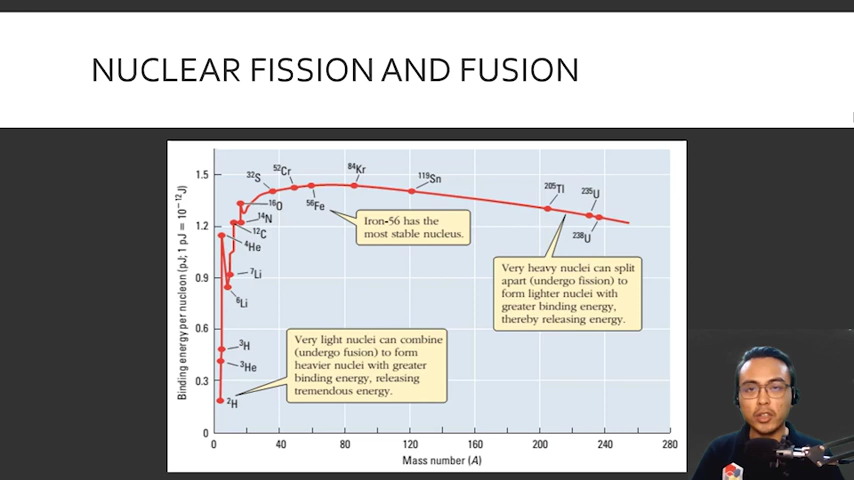 NUCLEAR FISSION AND FUSION
Binding energy per nucleon (pJ; 1 pJ = 10⁻¹²J)
1.5
1.2
0.9
0.6
0.3
0
³²S
⁵²Cr
⁵⁶Fe
⁸⁴Kr
¹¹⁹Sn
²⁰⁵Tl
²³⁵U
²³⁸U
¹⁶O
¹⁴N
¹²C
⁴He
⁷Li
⁶Li
³H
³He
²H
Iron-56 has the
most stable nucleus.
Very heavy nuclei can split
apart (undergo fission) to
form lighter nuclei with
greater binding energy,
thereby releasing energy.
Very light nuclei can combine
(undergo fusion) to form
heavier nuclei with greater
binding energy, releasing
tremendous energy.
0 40 80 120 160 200 240 280
Mass number (A)